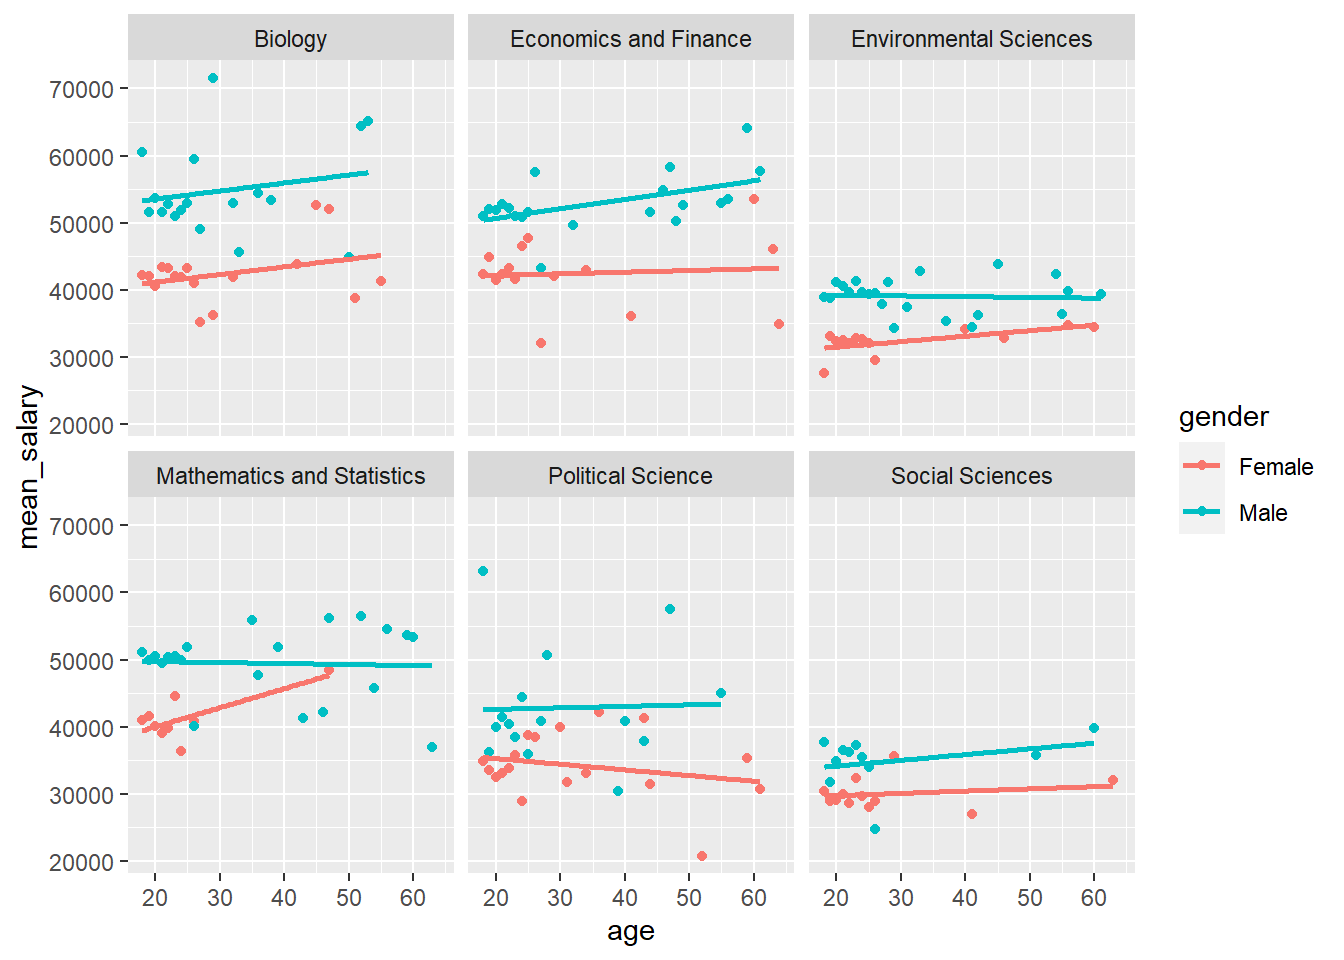 Biology
Economics and Finance
Environmental Sciences
70000
60000
50000
40000
30000
20000
Mathematics and Statistics
Political Science
Social Sciences
70000
60000
50000
40000
30000
20000
20 30 40 50 60
20 30 40 50 60
20 30 40 50 60
age
mean_salary
gender
Female
Male